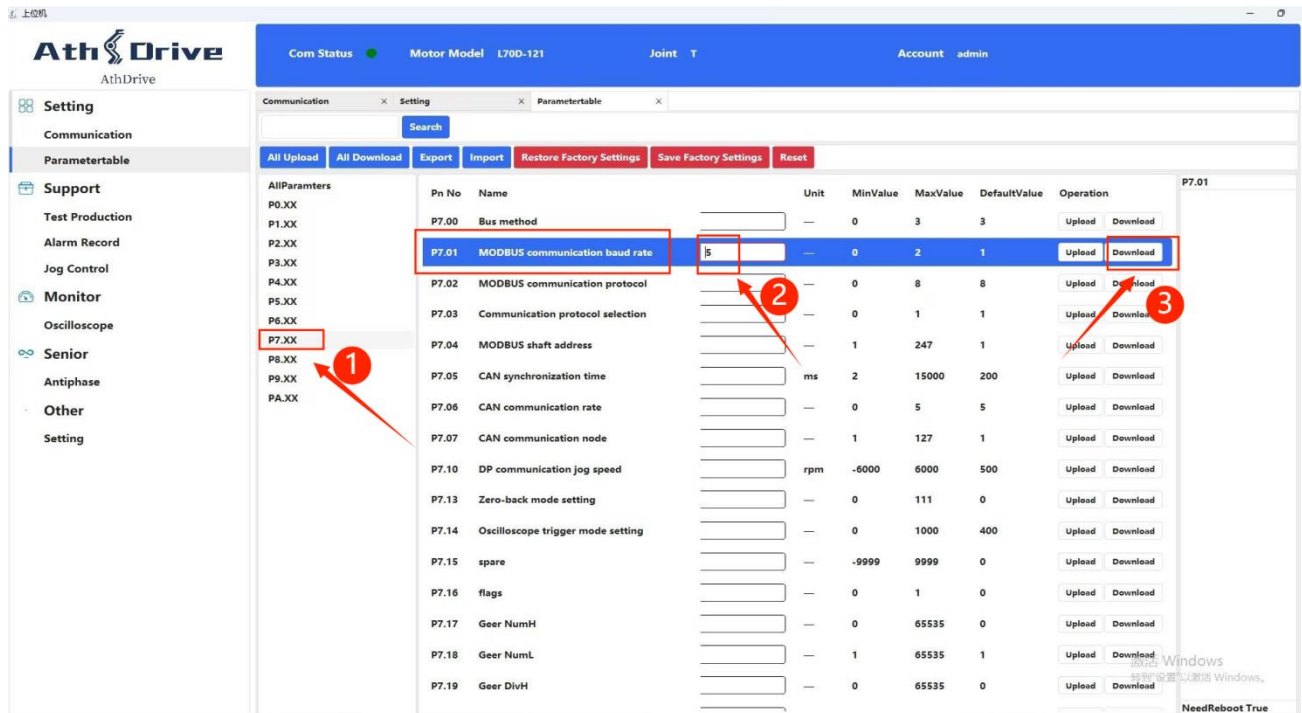 上位机
Ath Drive
AthDrive
Com Status Motor Model L70D-121 Joint T Account admin
Setting
Communication
Parametertable
Support
Test Production
Alarm Record
Jog Control
Monitor
Oscilloscope
Senior
Antiphase
Other
Setting
Communication × Setting × Parametertable ×
Search
All Upload All Download Export Import Restore Factory Settings Save Factory Settings Reset
AllParamters
P0.XX
P1.XX
P2.XX
P3.XX
P4.XX
P5.XX
P6.XX
P7.XX
P8.XX
P9.XX
PA.XX
1
Pn No Name Unit MinValue MaxValue DefaultValue Operation
P7.00 Bus method — 0 3 3 Upload Download
P7.01 MODBUS communication baud rate 5 — 0 2 1 Upload Download
P7.02 MODBUS communication protocol — 0 8 8 Upload Download
2
3
P7.03 Communication protocol selection — 0 1 1 Upload Download
P7.04 MODBUS shaft address — 1 247 1 Upload Download
P7.05 CAN synchronization time ms 2 15000 200 Upload Download
P7.06 CAN communication rate — 0 5 5 Upload Download
P7.07 CAN communication node — 1 127 1 Upload Download
P7.10 DP communication jog speed rpm -6000 6000 500 Upload Download
P7.13 Zero-back mode setting — 0 111 0 Upload Download
P7.14 Oscilloscope trigger mode setting — 0 1000 400 Upload Download
P7.15 spare — -9999 9999 0 Upload Download
P7.16 flags — 0 1 0 Upload Download
P7.17 Geer NumH — 0 65535 0 Upload Download
P7.18 Geer NumL — 1 65535 1 Upload Download
P7.19 Geer DivH — 0 65535 0 Upload Download
P7.01
激活 Windows
转到"设置"以激活 Windows。
NeedReboot True